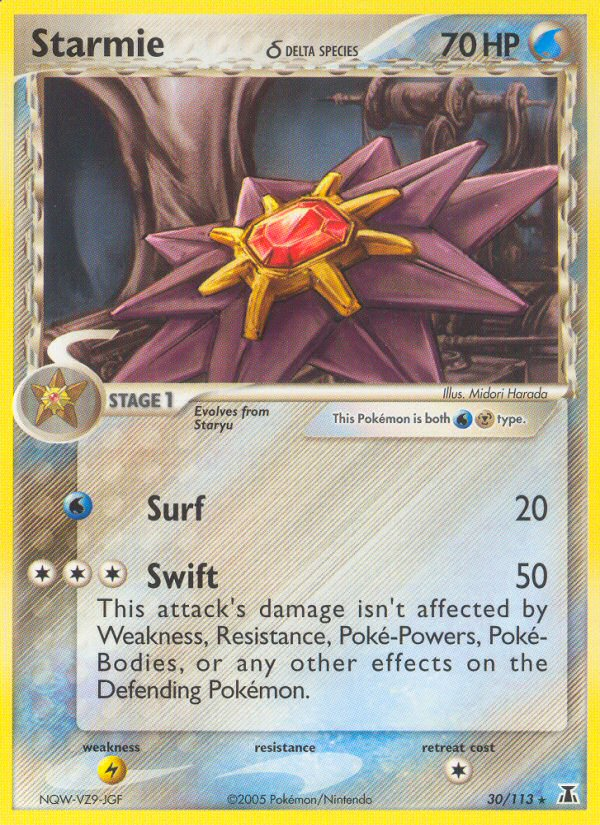 Starmie δ DELTA SPECIES 70 HP
Illus. Midori Harada
STAGE 1
Evolves from
Staryu
This Pokémon is both type.
Surf 20
Swift 50
This attack's damage isn't affected by
Weakness, Resistance, Poké-Powers, Poké-
Bodies, or any other effects on the
Defending Pokémon.
weakness resistance retreat cost
NQW-VZ9-JGF ©2005 Pokémon/Nintendo 30/113 ★